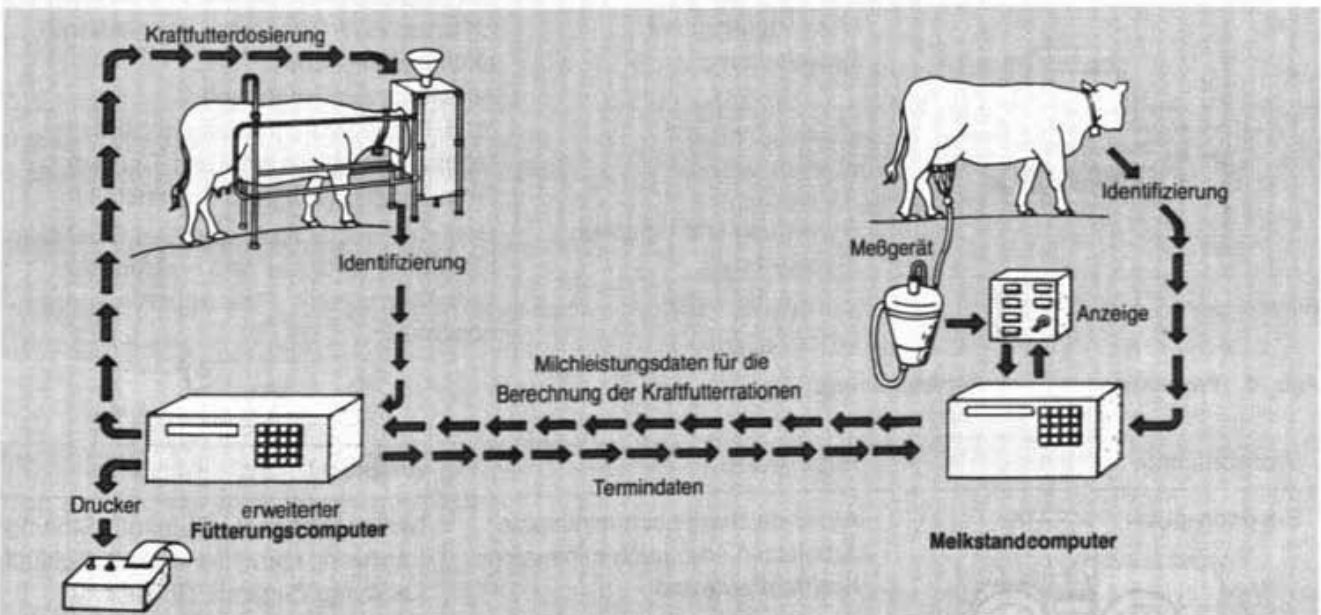 Kraftfutterdosierung
Identifizierung
Identifizierung
Meßgerät
Anzeige
Milchleistungsdaten für die
Berechnung der Kraftfutterrationen
Termindaten
Drucker
erweiterter
Fütterungscomputer
Melkstandcomputer